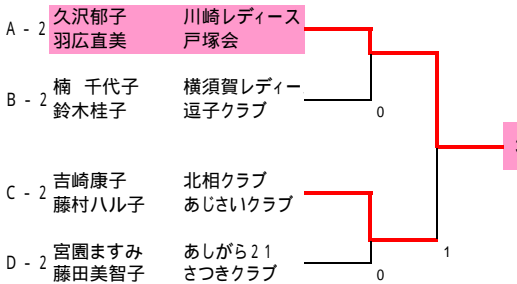 A - 2 久沢郁子 川崎レディース
羽広直美 戸塚会
B - 2 楠 千代子 横須賀レディー
鈴木桂子 逗子クラブ
0
C - 2 吉崎康子 北相クラブ
藤村ハル子 あじさいクラブ
1
D - 2 宮園ますみ あしがら21
藤田美智子 さつきクラブ
0